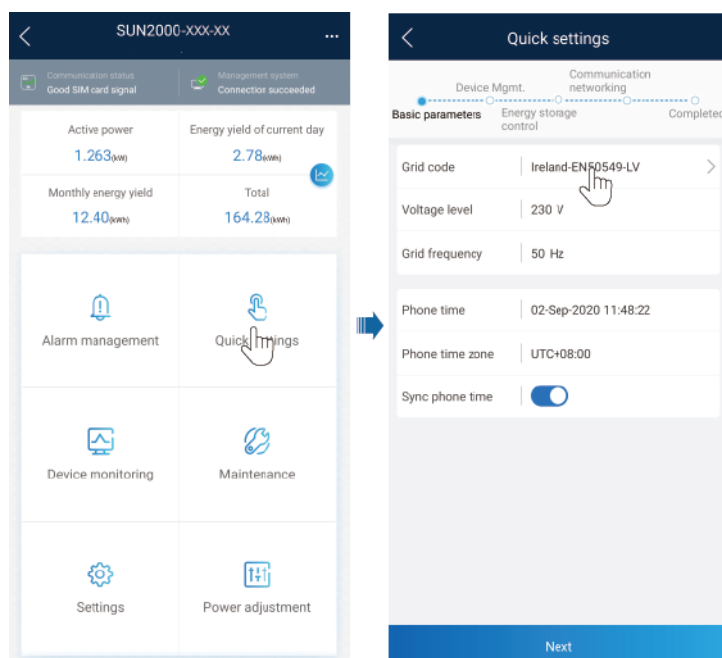 SUN2000-XXX-XX
...
Communication status
Good SIM card signal
Management system
Connection succeeded
Active power
1.263(kW)
Energy yield of current day
2.78(kWh)
Monthly energy yield
12.40(kWh)
Total
164.28(kWh)
Alarm management
Quick ttings
Device monitoring
Maintenance
Settings
Power adjustment
Quick settings
Basic parameters
Device Mgmt.
Energy storage
control
Communication
networking
Completed
Grid code
Ireland-EN50549-LV
Voltage level
230 V
Grid frequency
50 Hz
Phone time
02-Sep-2020 11:48:22
Phone time zone
UTC+08:00
Sync phone time
Next